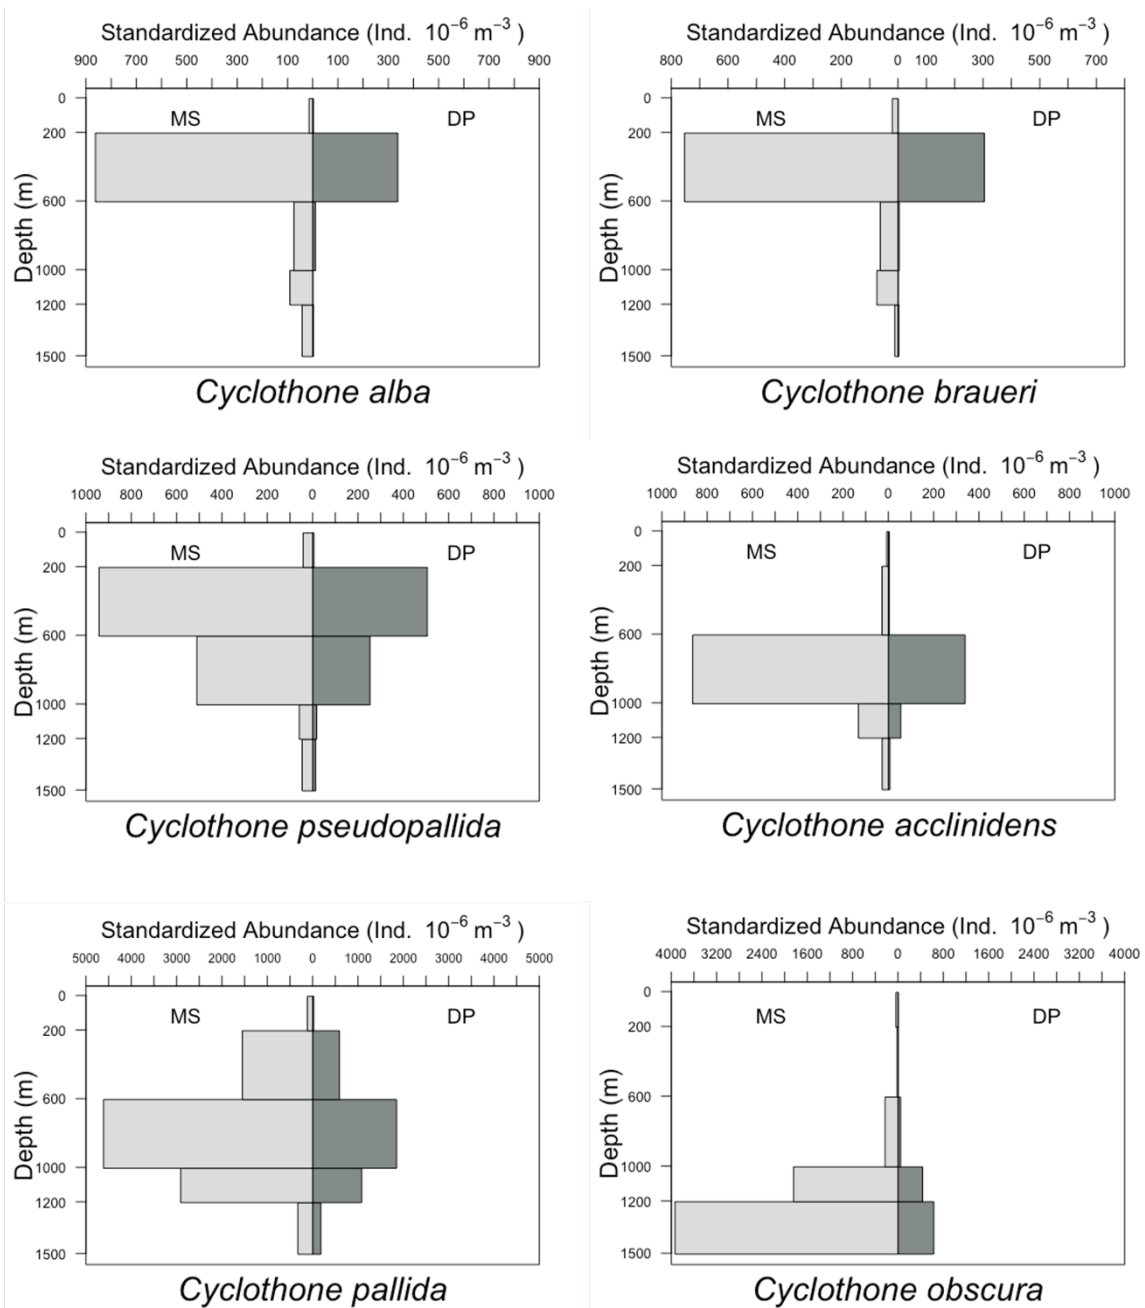 Standardized Abundance (Ind. 10⁻⁶ m⁻³ )
900 700 500 300 100 0 100 300 500 700 900
MS DP
0
200
600
1000
1200
1500
Depth (m)
Cyclothone alba
Standardized Abundance (Ind. 10⁻⁶ m⁻³ )
800 600 400 200 0 100 300 500 700
MS DP
0
200
600
1000
1200
1500
Depth (m)
Cyclothone braueri
Standardized Abundance (Ind. 10⁻⁶ m⁻³ )
1000 800 600 400 200 0 200 400 600 800 1000
MS DP
0
200
600
1000
1200
1500
Depth (m)
Cyclothone pseudopallida
Standardized Abundance (Ind. 10⁻⁶ m⁻³ )
1000 800 600 400 200 0 200 400 600 800 1000
MS DP
0
200
600
1000
1200
1500
Depth (m)
Cyclothone acclinidens
Standardized Abundance (Ind. 10⁻⁶ m⁻³ )
5000 4000 3000 2000 1000 0 1000 2000 3000 4000 5000
MS DP
0
200
600
1000
1200
1500
Depth (m)
Cyclothone pallida
Standardized Abundance (Ind. 10⁻⁶ m⁻³ )
4000 3200 2400 1600 800 0 800 1600 2400 3200 4000
MS DP
0
200
600
1000
1200
1500
Depth (m)
Cyclothone obscura